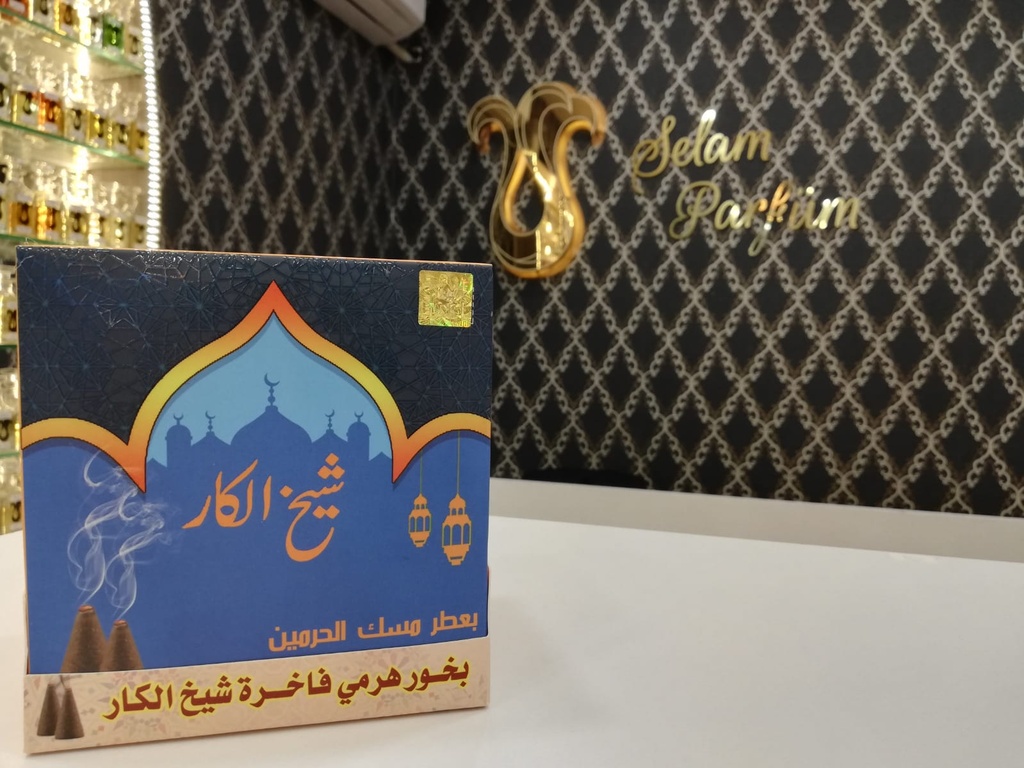 Selam
Parfüm
شيخ الكار
بعطر مسك الحرمين
بخور هرمي فاخرة شيخ الكار